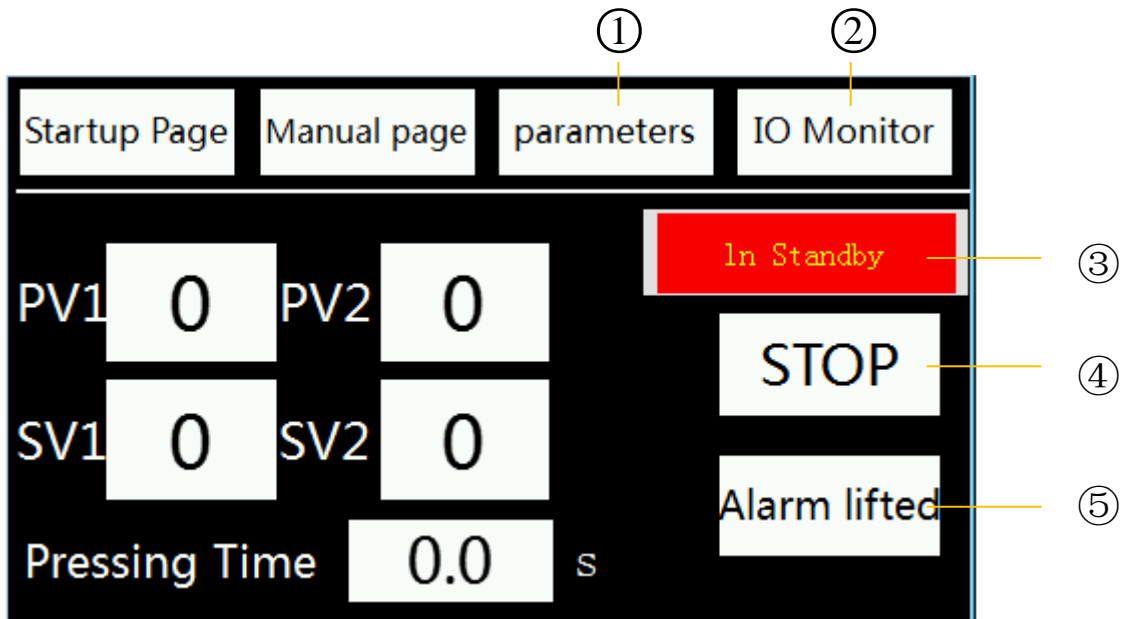 ① ②
Startup Page Manual page parameters IO Monitor
In Standby ③
PV1 0 PV2 0
STOP ④
SV1 0 SV2 0
Alarm lifted ⑤
Pressing Time 0.0 s